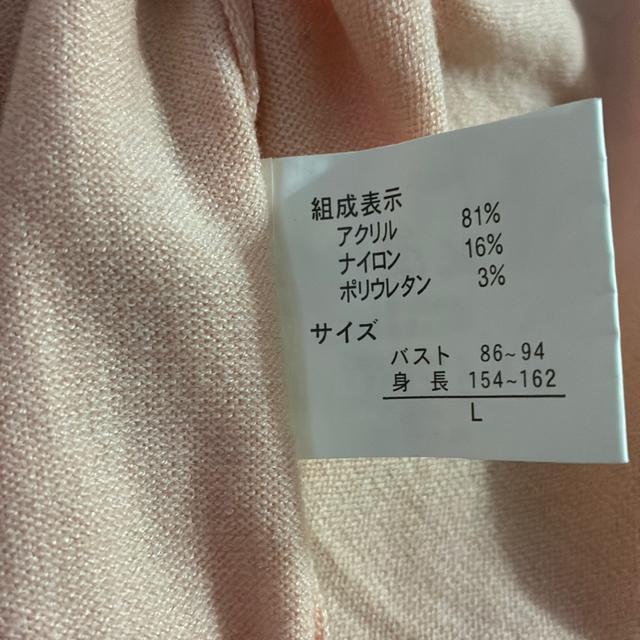 組成表示
アクリル 81%
ナイロン 16%
ポリウレタン 3%
サイズ
バスト 86~94
身長 154~162
L